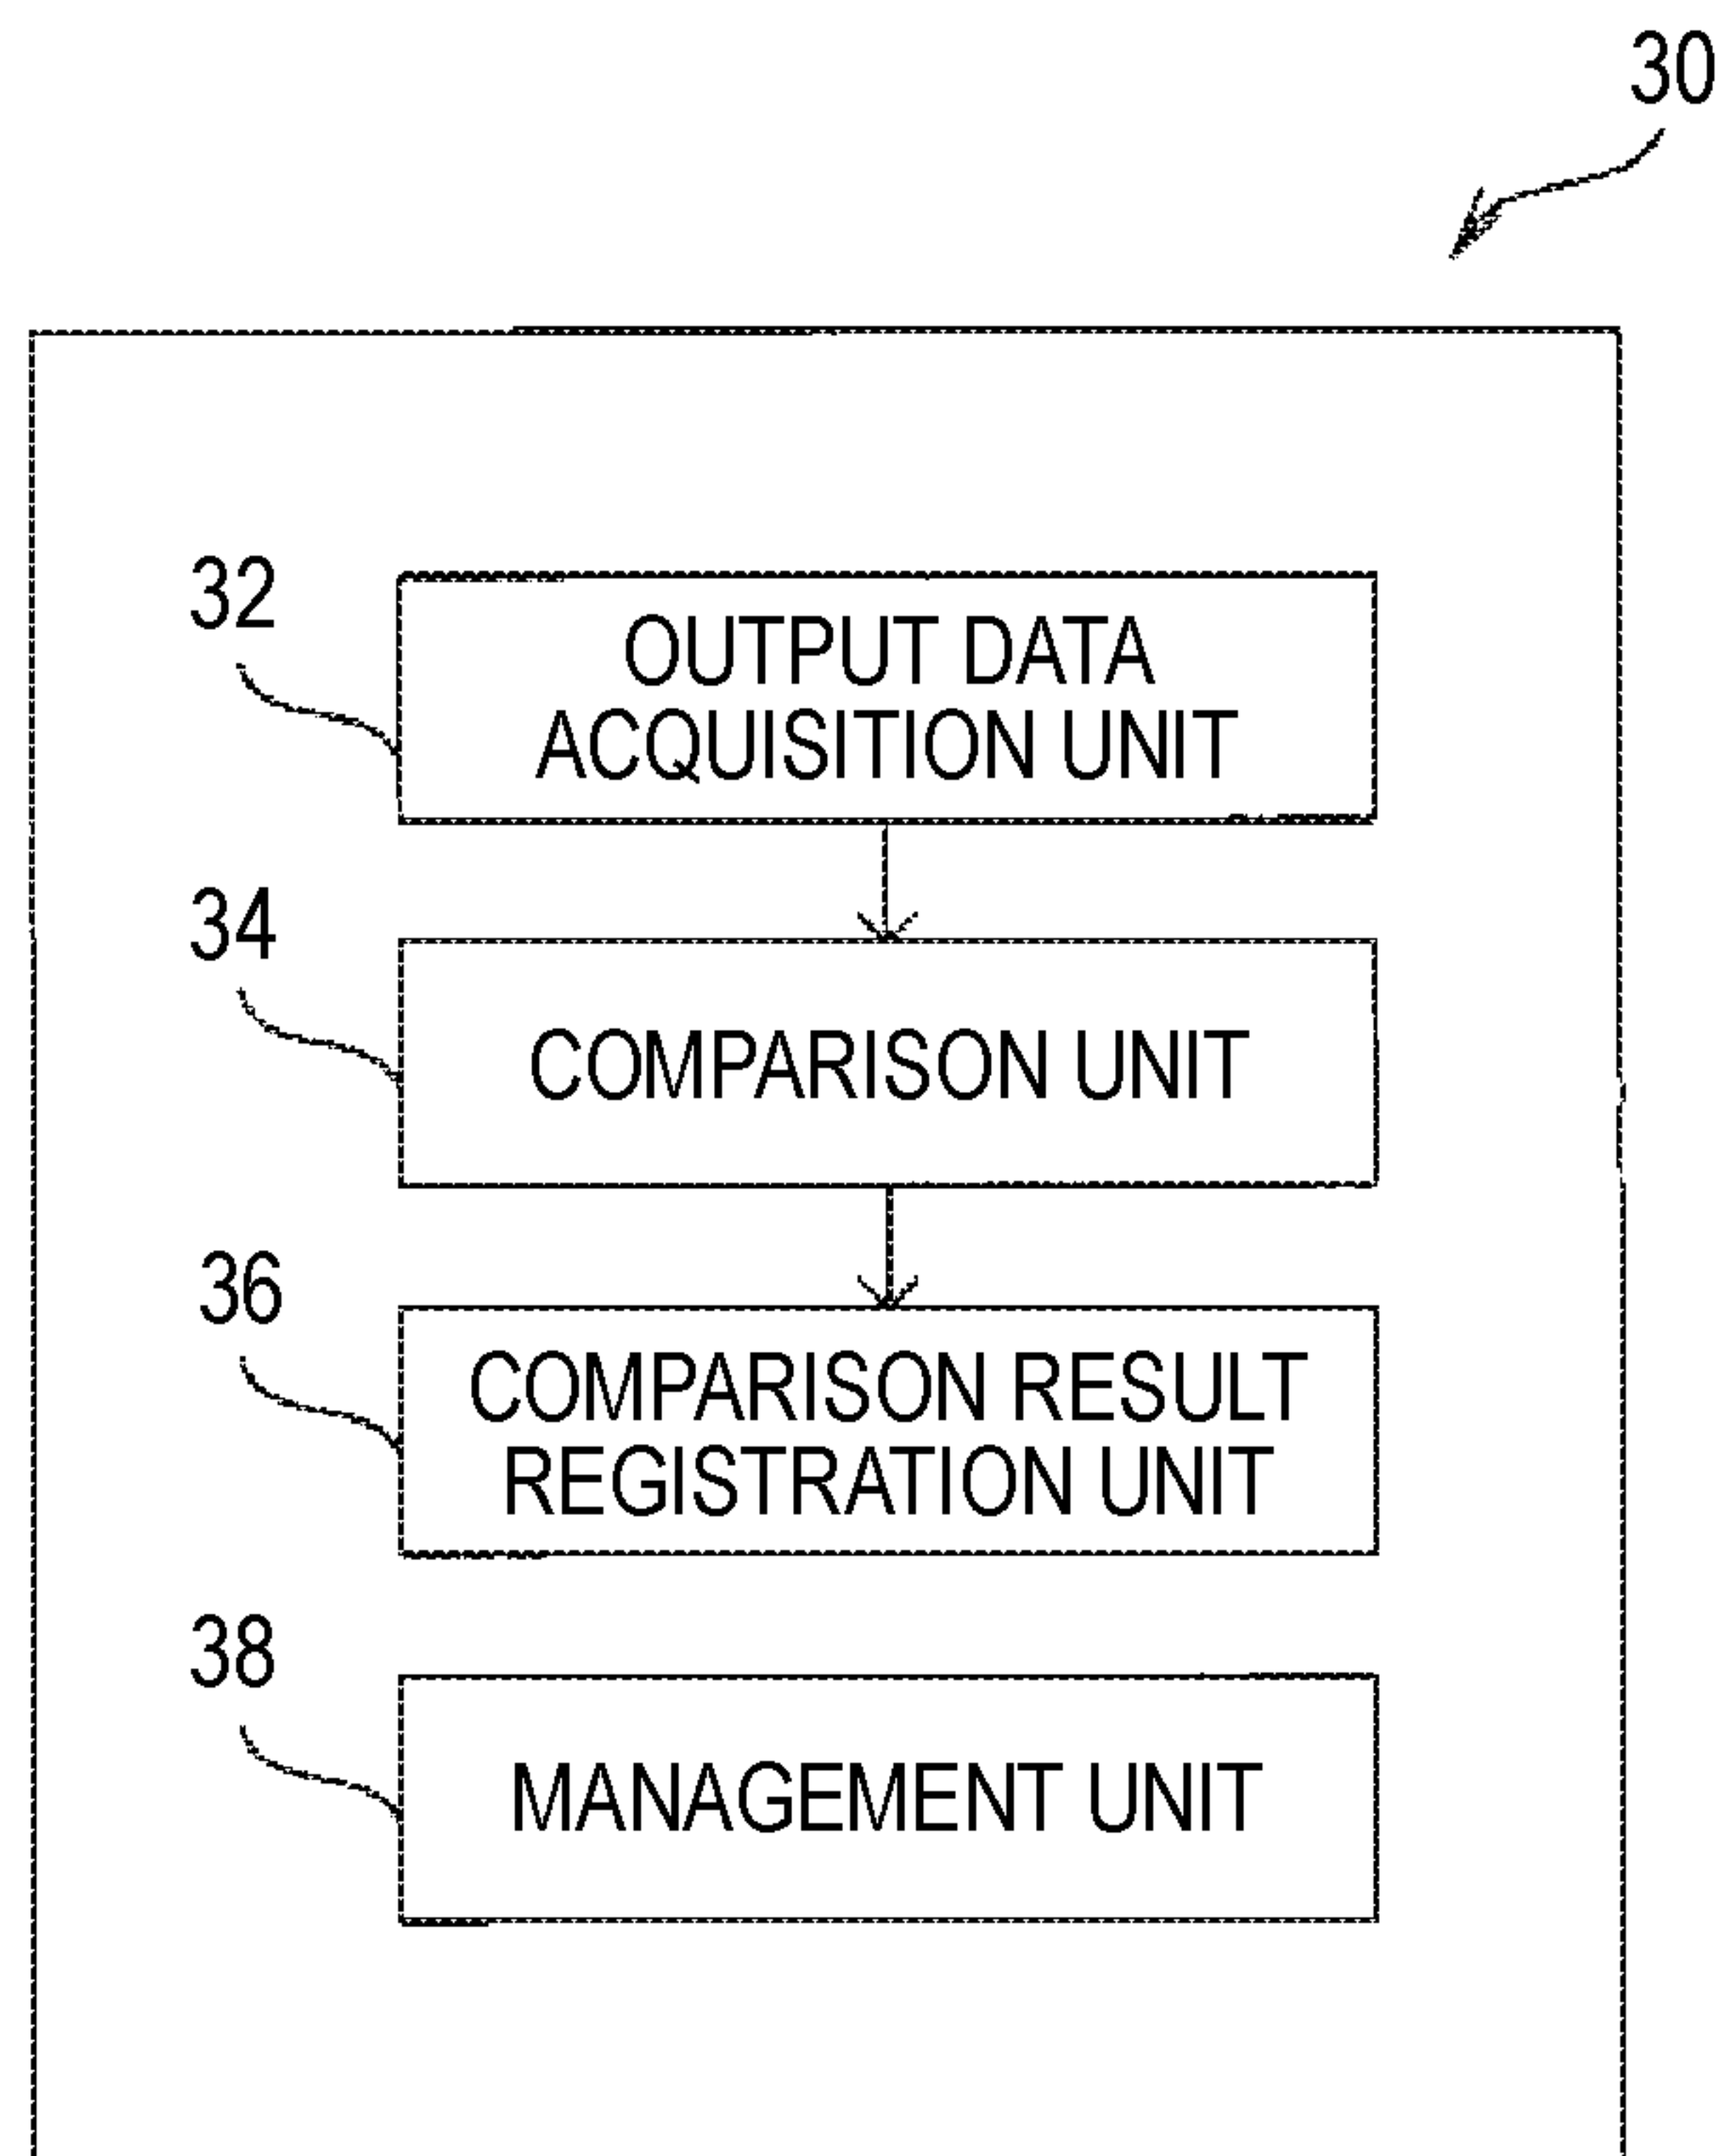 30
32
OUTPUT DATA
ACQUISITION UNIT
34
COMPARISON UNIT
36
COMPARISON RESULT
REGISTRATION UNIT
38
MANAGEMENT UNIT